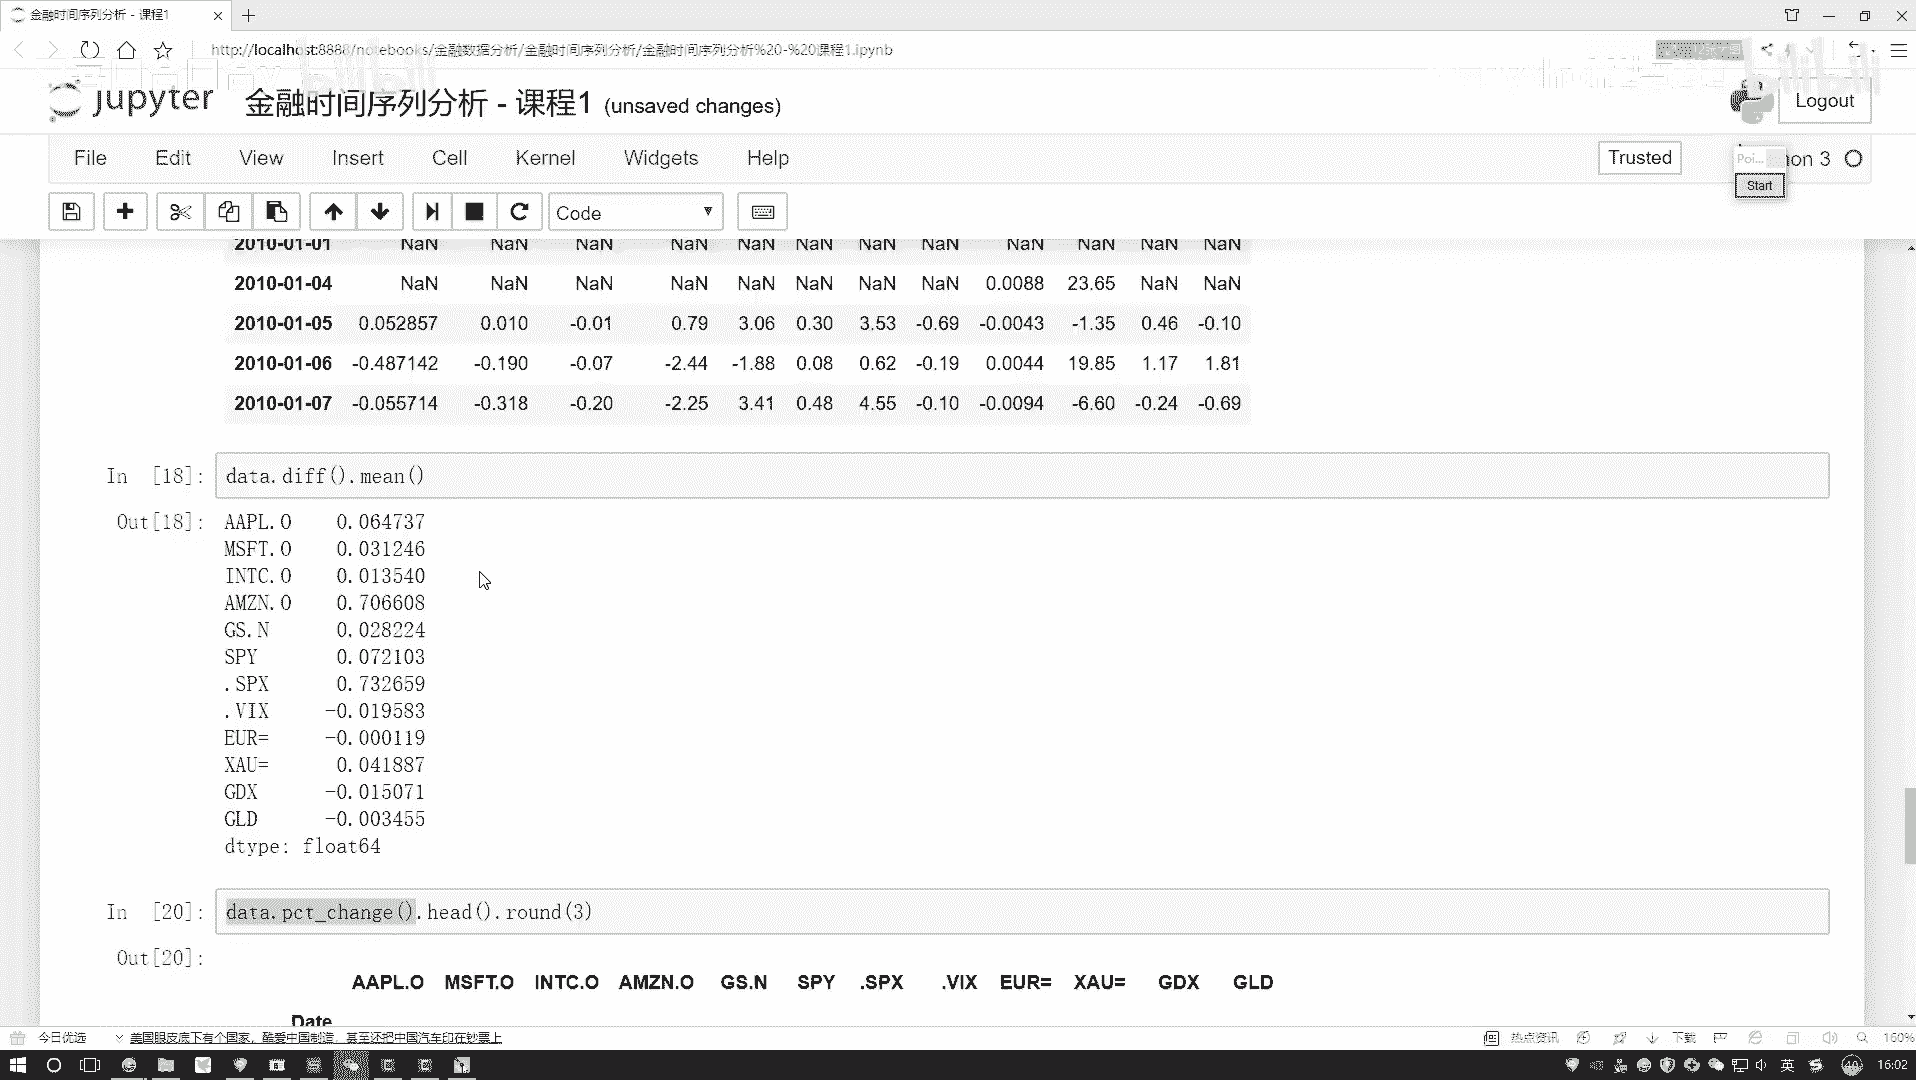 金融时间序列分析 - 课程1
http://localhost:8888/notebooks/金融数据分析/金融时间序列分析/金融时间序列分析%20-%20课程1.ipynb
jupyter 金融时间序列分析 - 课程1 (unsaved changes) Logout
File Edit View Insert Cell Kernel Widgets Help Trusted Poi... hon 3
Start
Code
2010-01-01 NaN NaN NaN NaN NaN NaN NaN NaN NaN NaN NaN NaN
2010-01-04 NaN NaN NaN NaN NaN NaN NaN NaN 0.0088 23.65 NaN NaN
2010-01-05 0.052857 0.010 -0.01 0.79 3.06 0.30 3.53 -0.69 -0.0043 -1.35 0.46 -0.10
2010-01-06 -0.487142 -0.190 -0.07 -2.44 -1.88 0.08 0.62 -0.19 0.0044 19.85 1.17 1.81
2010-01-07 -0.055714 -0.318 -0.20 -2.25 3.41 0.48 4.55 -0.10 -0.0094 -6.60 -0.24 -0.69
In [18]: data.diff().mean()
Out[18]: AAPL.O 0.064737
MSFT.O 0.031246
INTC.O 0.013540
AMZN.O 0.706608
GS.N 0.028224
SPY 0.072103
.SPX 0.732659
.VIX -0.019583
EUR= -0.000119
XAU= 0.041887
GDX -0.015071
GLD -0.003455
dtype: float64
In [20]: data.pct_change().head().round(3)
Out[20]:
AAPL.O MSFT.O INTC.O AMZN.O GS.N SPY .SPX .VIX EUR= XAU= GDX GLD
Date
今日优选 美国眼皮底下有个国家，酷爱中国制造，甚至还把中国汽车印在钞票上 热点资讯 下载 160%
英 40 16:02